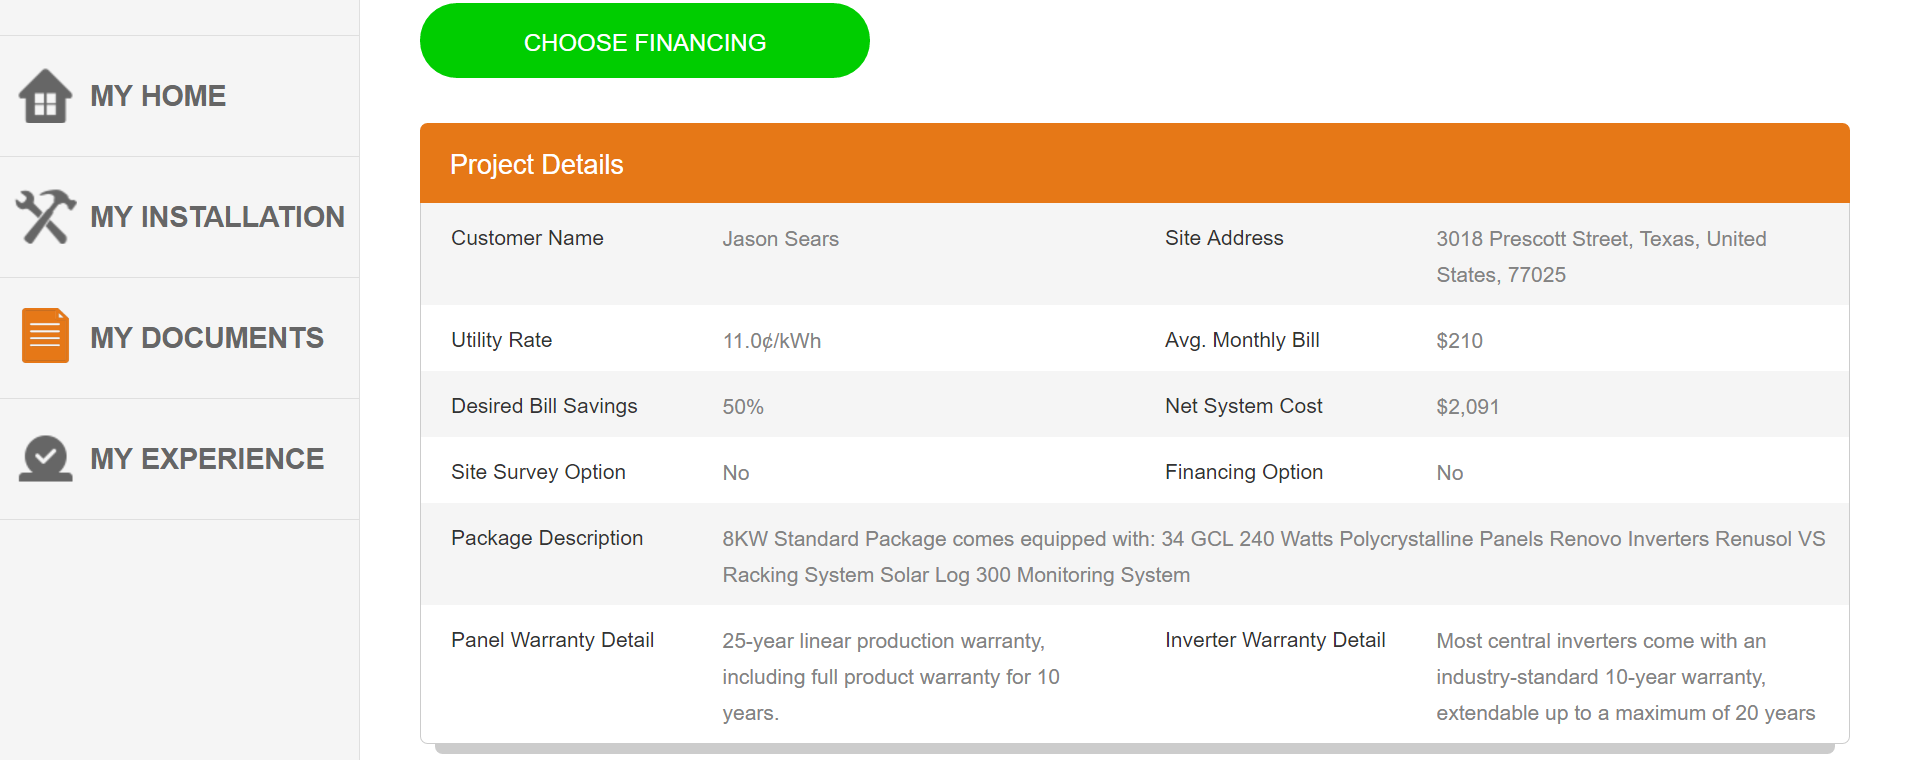 CHOOSE FINANCING
MY HOME
MY INSTALLATION
MY DOCUMENTS
MY EXPERIENCE
Project Details
Customer Name
Jason Sears
Site Address
3018 Prescott Street, Texas, United
States, 77025
Utility Rate
11.0¢/kWh
Avg. Monthly Bill
$210
Desired Bill Savings
50%
Net System Cost
$2,091
Site Survey Option
No
Financing Option
No
Package Description
8KW Standard Package comes equipped with: 34 GCL 240 Watts Polycrystalline Panels Renovo Inverters Renusol VS
Racking System Solar Log 300 Monitoring System
Panel Warranty Detail
25-year linear production warranty,
including full product warranty for 10
years.
Inverter Warranty Detail
Most central inverters come with an
industry-standard 10-year warranty,
extendable up to a maximum of 20 years